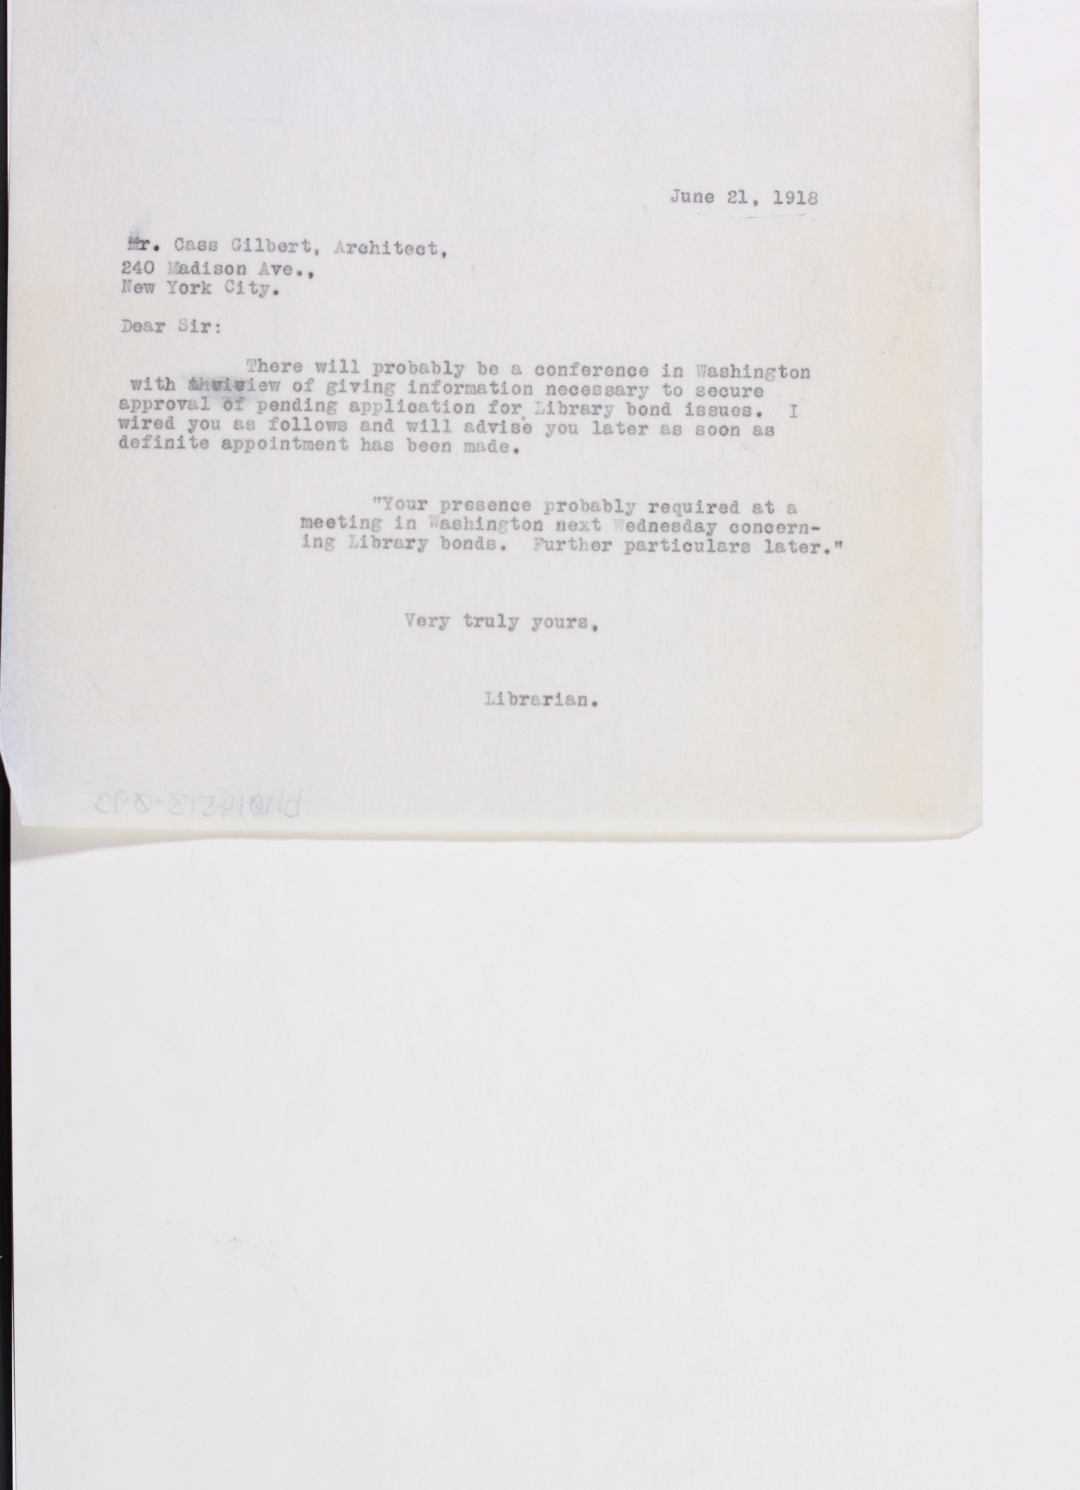 June 21, 1918
Mr. Cass Gilbert, Architect,
240 Madison Ave.,
New York City.
Dear Sir:
There will probably be a conference in Washington
with view of giving information necessary to secure
approval of pending application for Library bond issues. I
wired you as follows and will advise you later as soon as
definite appointment has been made.
"Your presence probably required at a
meeting in Washington next Wednesday concern-
ing Library bonds. Further particulars later."
Very truly yours,
Librarian.